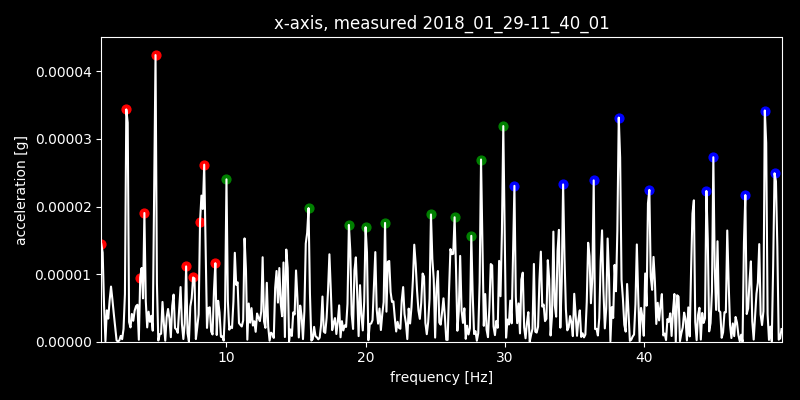 x-axis, measured 2018_01_29-11_40_01
acceleration [g]
0.00004
0.00003
0.00002
0.00001
0.00000
10 20 30 40
frequency [Hz]